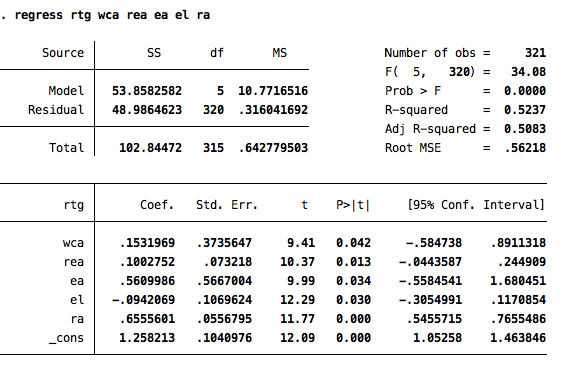 . regress rtg wca rea ea el ra
Source SS df MS Number of obs = 321
F( 5, 320) = 34.08
Model 53.8582582 5 10.7716516 Prob > F = 0.0000
Residual 48.9864623 320 .316041692 R-squared = 0.5237
Adj R-squared = 0.5083
Total 102.84472 315 .642779503 Root MSE = .56218
rtg Coef. Std. Err. t P>|t| [95% Conf. Interval]
wca .1531969 .3735647 9.41 0.042 -.584738 .8911318
rea .1002752 .073218 10.37 0.013 -.0443587 .244909
ea .5609986 .5667004 9.99 0.034 -.5584541 1.680451
el -.0942069 .1069624 12.29 0.030 -.3054991 .1170854
ra .6555601 .0556795 11.77 0.000 .5455715 .7655486
_cons 1.258213 .1040976 12.09 0.000 1.05258 1.463846